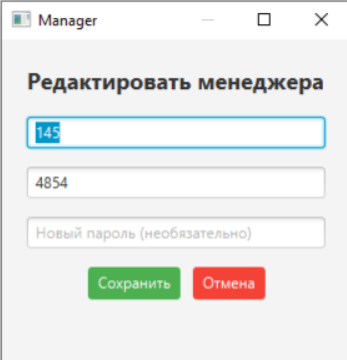 Manager
Редактировать менеджера
145
4854
Новый пароль (необязательно)
Сохранить Отмена